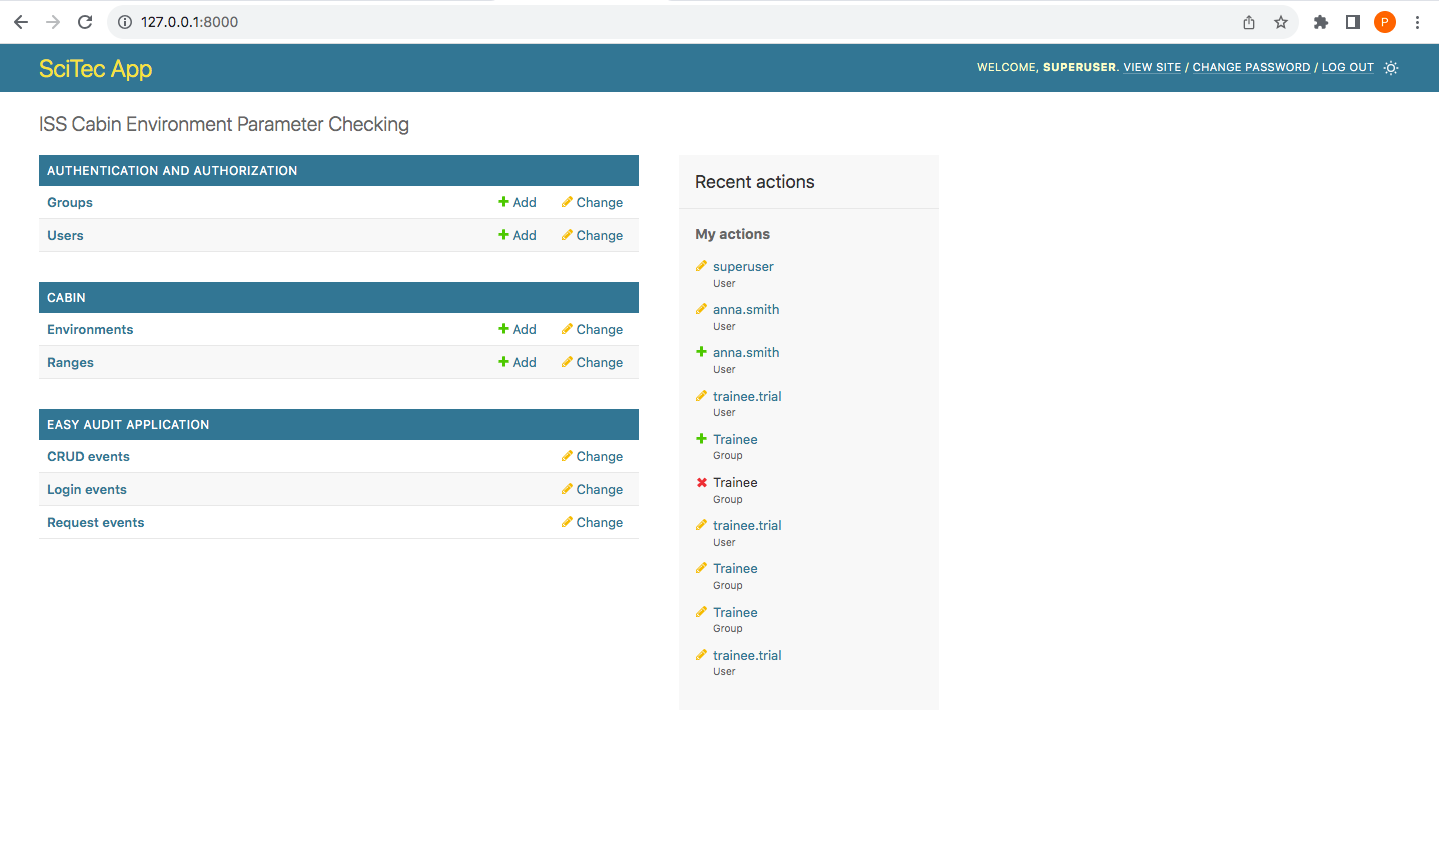 127.0.0.1:8000
P
SciTec App
WELCOME, SUPERUSER. VIEW SITE / CHANGE PASSWORD / LOG OUT
ISS Cabin Environment Parameter Checking
AUTHENTICATION AND AUTHORIZATION
Groups Add Change
Users Add Change
CABIN
Environments Add Change
Ranges Add Change
EASY AUDIT APPLICATION
CRUD events Change
Login events Change
Request events Change
Recent actions
My actions
superuser
User
anna.smith
User
anna.smith
User
trainee.trial
User
Trainee
Group
Trainee
Group
trainee.trial
User
Trainee
Group
Trainee
Group
trainee.trial
User